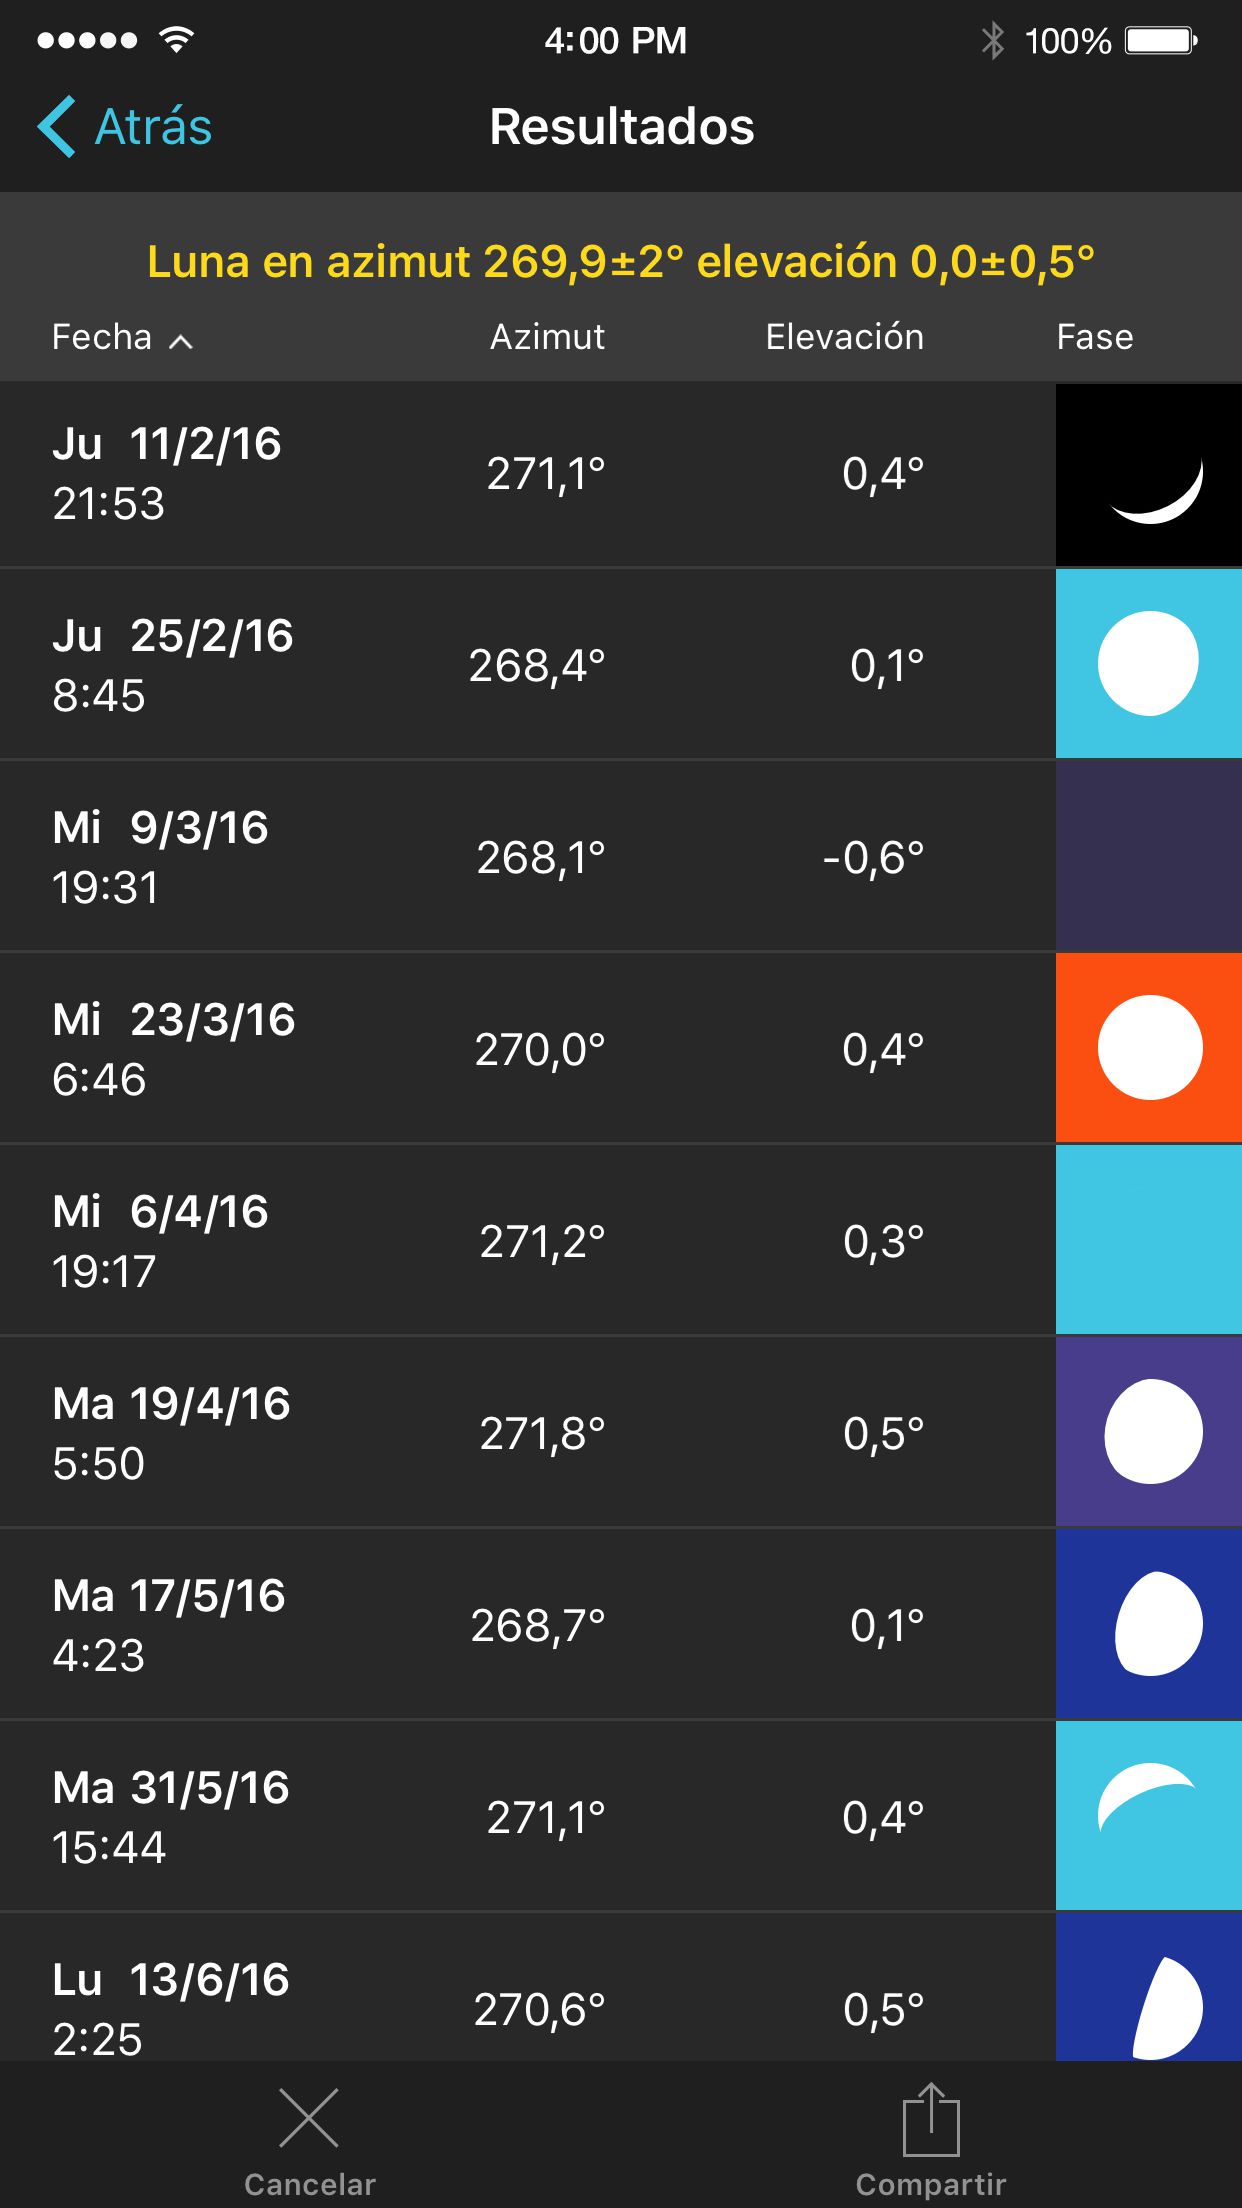 4:00 PM 100%
Atrás Resultados
Luna en azimut 269,9±2° elevación 0,0±0,5°
Fecha Azimut Elevación Fase
Ju 11/2/16
21:53 271,1° 0,4°
Ju 25/2/16
8:45 268,4° 0,1°
Mi 9/3/16
19:31 268,1° -0,6°
Mi 23/3/16
6:46 270,0° 0,4°
Mi 6/4/16
19:17 271,2° 0,3°
Ma 19/4/16
5:50 271,8° 0,5°
Ma 17/5/16
4:23 268,7° 0,1°
Ma 31/5/16
15:44 271,1° 0,4°
Lu 13/6/16
2:25 270,6° 0,5°
Cancelar Compartir